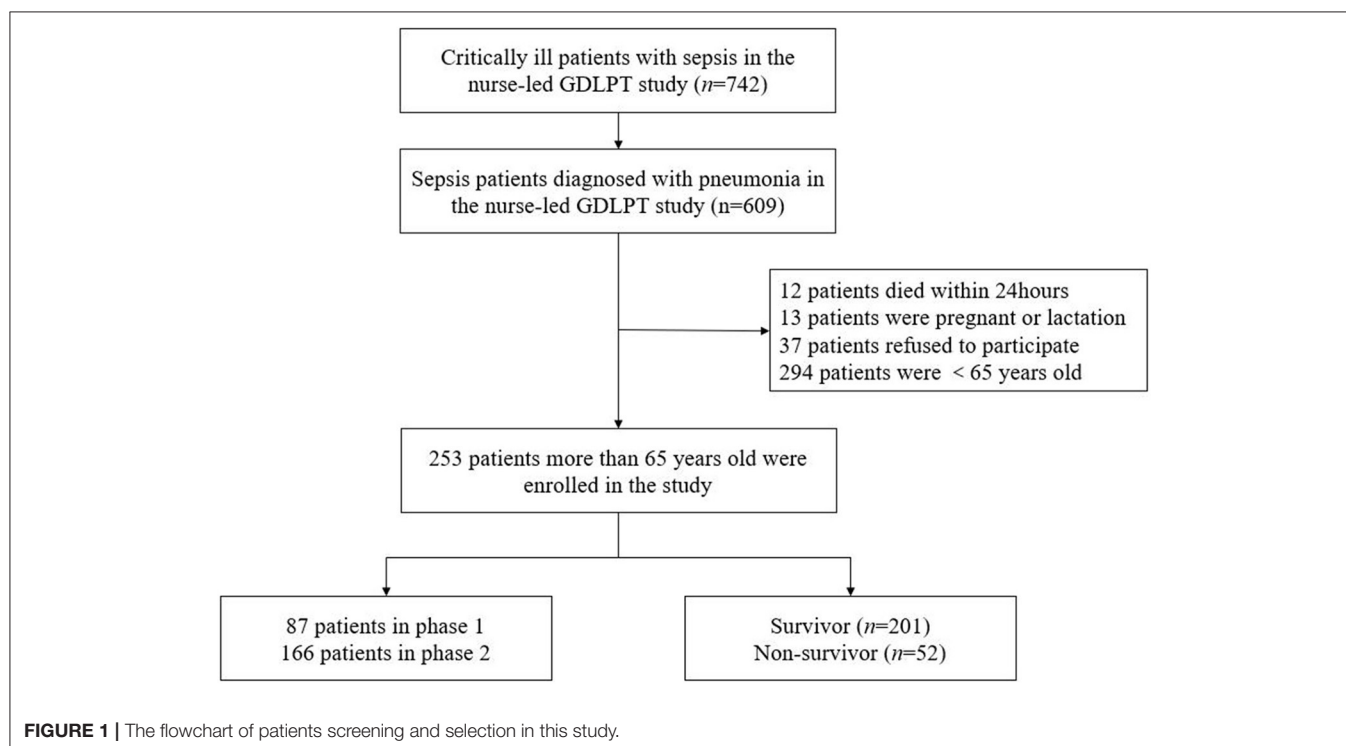 Critically ill patients with sepsis in the
nurse-led GDLPT study (n=742)
Sepsis patients diagnosed with pneumonia in
the nurse-led GDLPT study (n=609)
12 patients died within 24hours
13 patients were pregnant or lactation
37 patients refused to participate
294 patients were < 65 years old
253 patients more than 65 years old were
enrolled in the study
87 patients in phase 1
166 patients in phase 2
Survivor (n=201)
Non-survivor (n=52)
FIGURE 1 | The flowchart of patients screening and selection in this study.